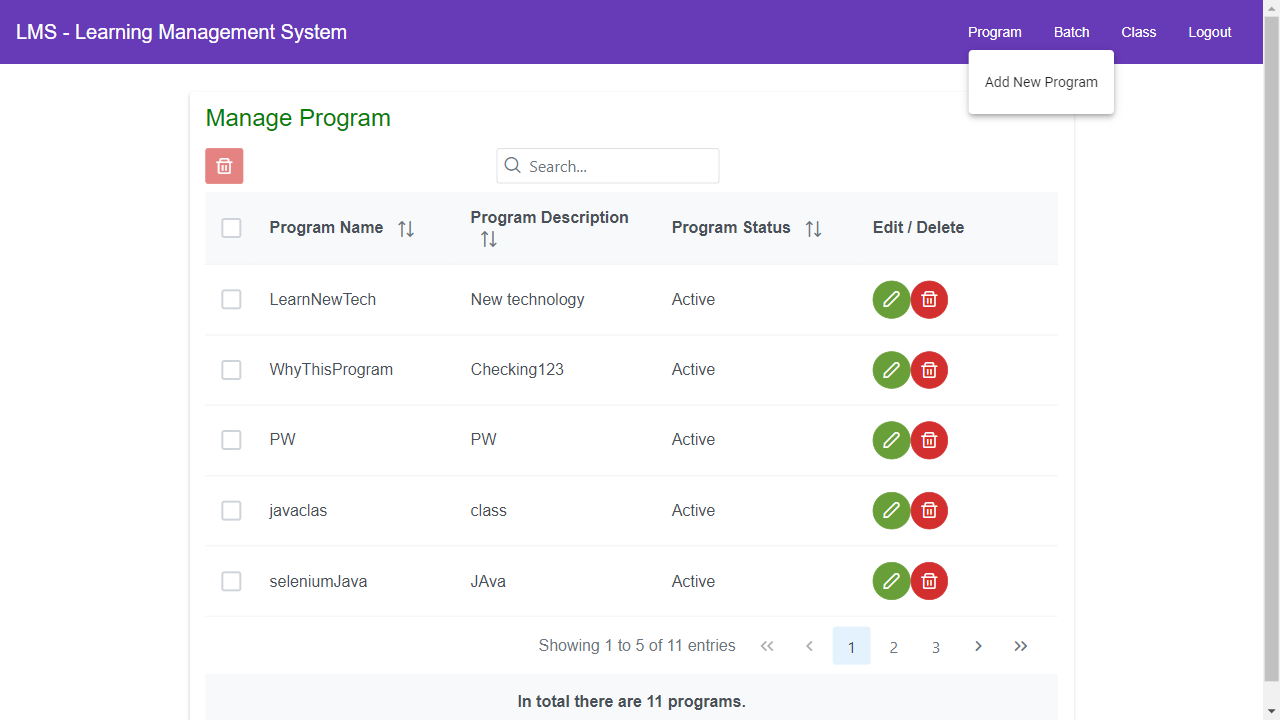 LMS - Learning Management System
Program Batch Class Logout
Add New Program
Manage Program
Search...
Program Name Program Description Program Status Edit / Delete
LearnNewTech New technology Active
WhyThisProgram Checking123 Active
PW PW Active
javaclas class Active
seleniumJava JAva Active
Showing 1 to 5 of 11 entries 1 2 3
In total there are 11 programs.